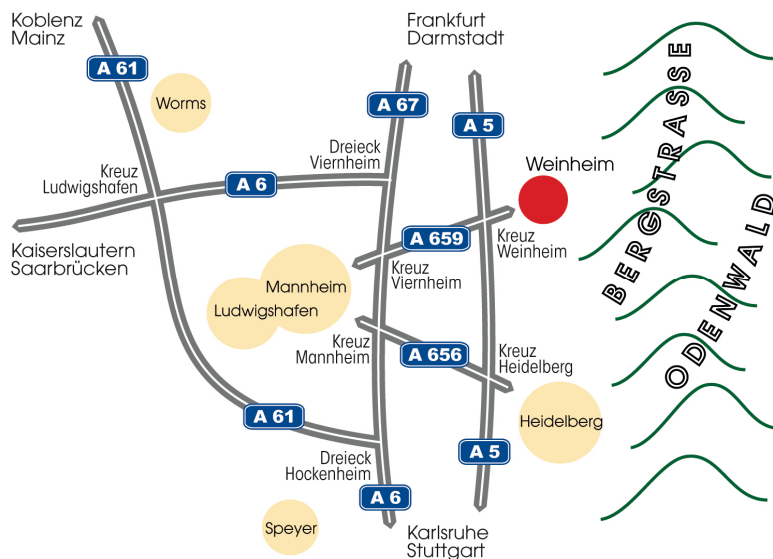 Koblenz
Mainz
Frankfurt
Darmstadt
A 61
Worms
A 67
A 5
Dreieck
Viernheim
Kreuz
Ludwigshafen
A 6
Weinheim
A 659
Kreuz
Weinheim
Kaiserslautern
Saarbrücken
Kreuz
Viernheim
Mannheim
Ludwigshafen
Kreuz
Mannheim
A 656
Kreuz
Heidelberg
A 61
Heidelberg
A 5
Dreieck
Hockenheim
A 6
Speyer
Karlsruhe
Stuttgart
BERGSTRASSE
ODENWALD